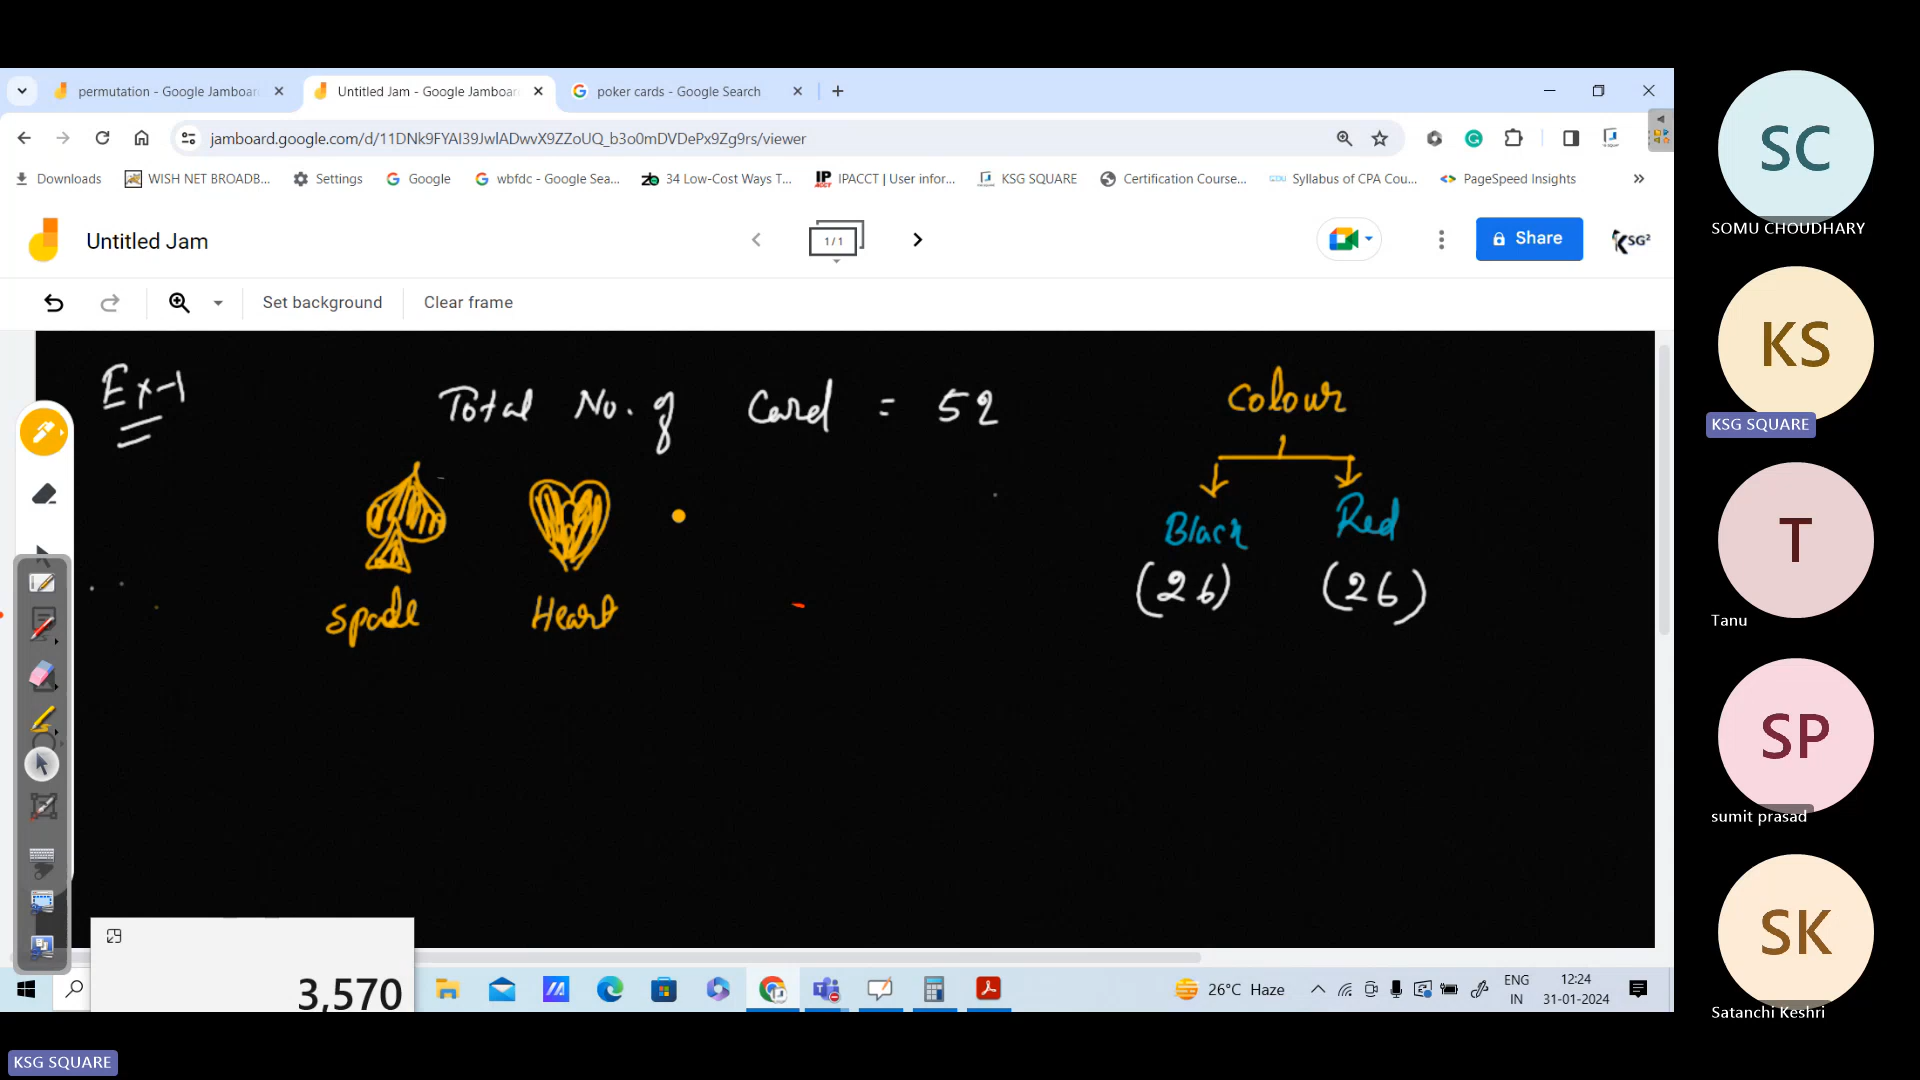 permutation - Google Jamboar
Untitled Jam - Google Jamboar
poker cards - Google Search
jamboard.google.com/d/11DNk9FYAI39JwlADwvX9ZZoUQ_b3o0mDVDePx9Zg9rs/viewer
Downloads
WISH NET BROADB...
Settings
Google
wbfdc - Google Sea...
34 Low-Cost Ways T...
IPACCT | User infor...
KSG SQUARE
Certification Course...
Syllabus of CPA Cou...
PageSpeed Insights
Untitled Jam
1/1
Share
KSG²
Set background
Clear frame
Ex-1
Total No. of Card = 52
Colour
Black
Red
(26)
(26)
Spade
Heart
3,570
26°C Haze
ENG
IN
12:24
31-01-2024
SC
SOMU CHOUDHARY
KS
KSG SQUARE
T
Tanu
SP
sumit prasad
SK
Satanchi Keshri
KSG SQUARE